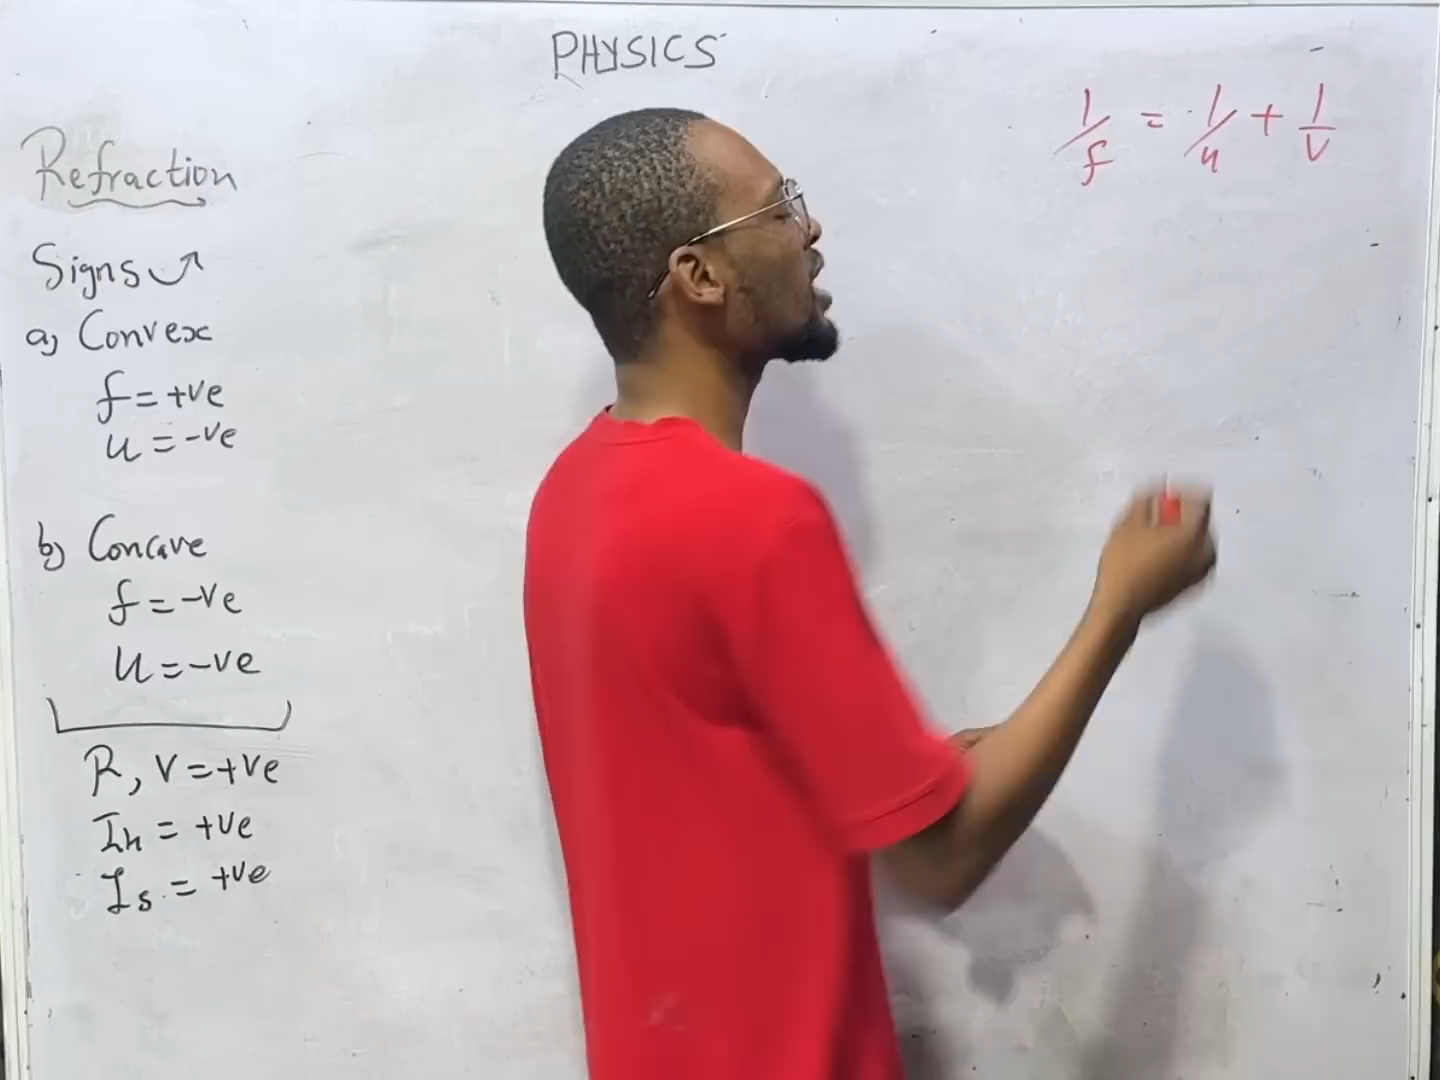 PHYSICS
1/f = 1/u + 1/v
Refraction
Signs
a) Convex
f = +ve
u = -ve
b) Concave
f = -ve
u = -ve
R, V = +ve
Ih = +ve
Is = +ve